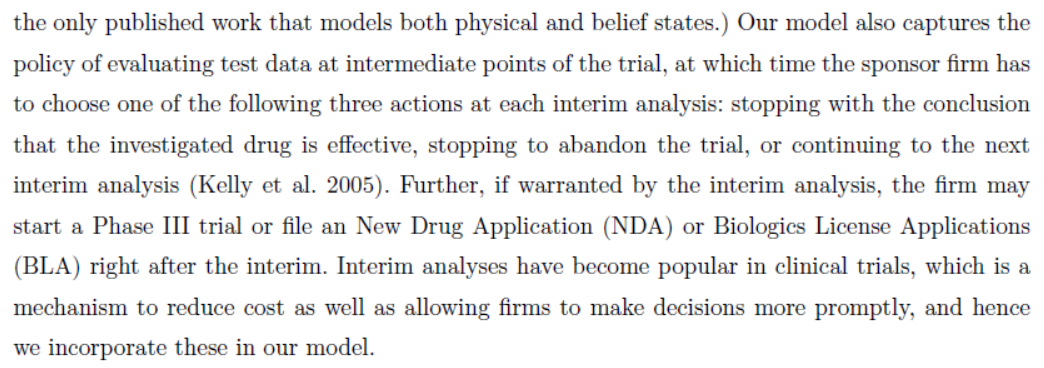 the only published work that models both physical and belief states.) Our model also captures the
policy of evaluating test data at intermediate points of the trial, at which time the sponsor firm has
to choose one of the following three actions at each interim analysis: stopping with the conclusion
that the investigated drug is effective, stopping to abandon the trial, or continuing to the next
interim analysis (Kelly et al. 2005). Further, if warranted by the interim analysis, the firm may
start a Phase III trial or file an New Drug Application (NDA) or Biologics License Applications
(BLA) right after the interim. Interim analyses have become popular in clinical trials, which is a
mechanism to reduce cost as well as allowing firms to make decisions more promptly, and hence
we incorporate these in our model.